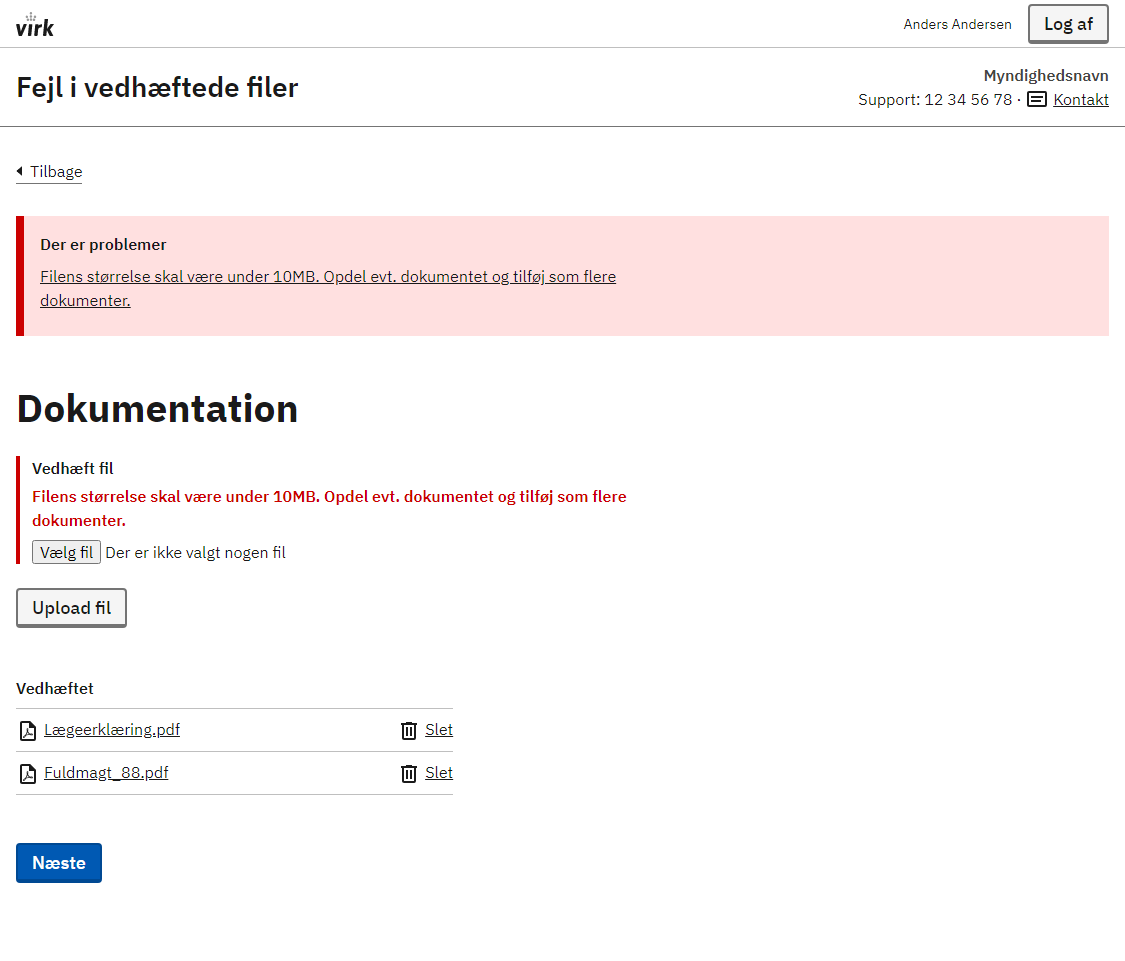 virk
Anders Andersen
Log af
Fejl i vedhæftede filer
Myndighedsnavn
Support: 12 34 56 78 · Kontakt
Tilbage
Der er problemer
Filens størrelse skal være under 10MB. Opdel evt. dokumentet og tilføj som flere
dokumenter.
Dokumentation
Vedhæft fil
Filens størrelse skal være under 10MB. Opdel evt. dokumentet og tilføj som flere
dokumenter.
Vælg fil Der er ikke valgt nogen fil
Upload fil
Vedhæftet
Lægeerklæring.pdf Slet
Fuldmagt_88.pdf Slet
Næste